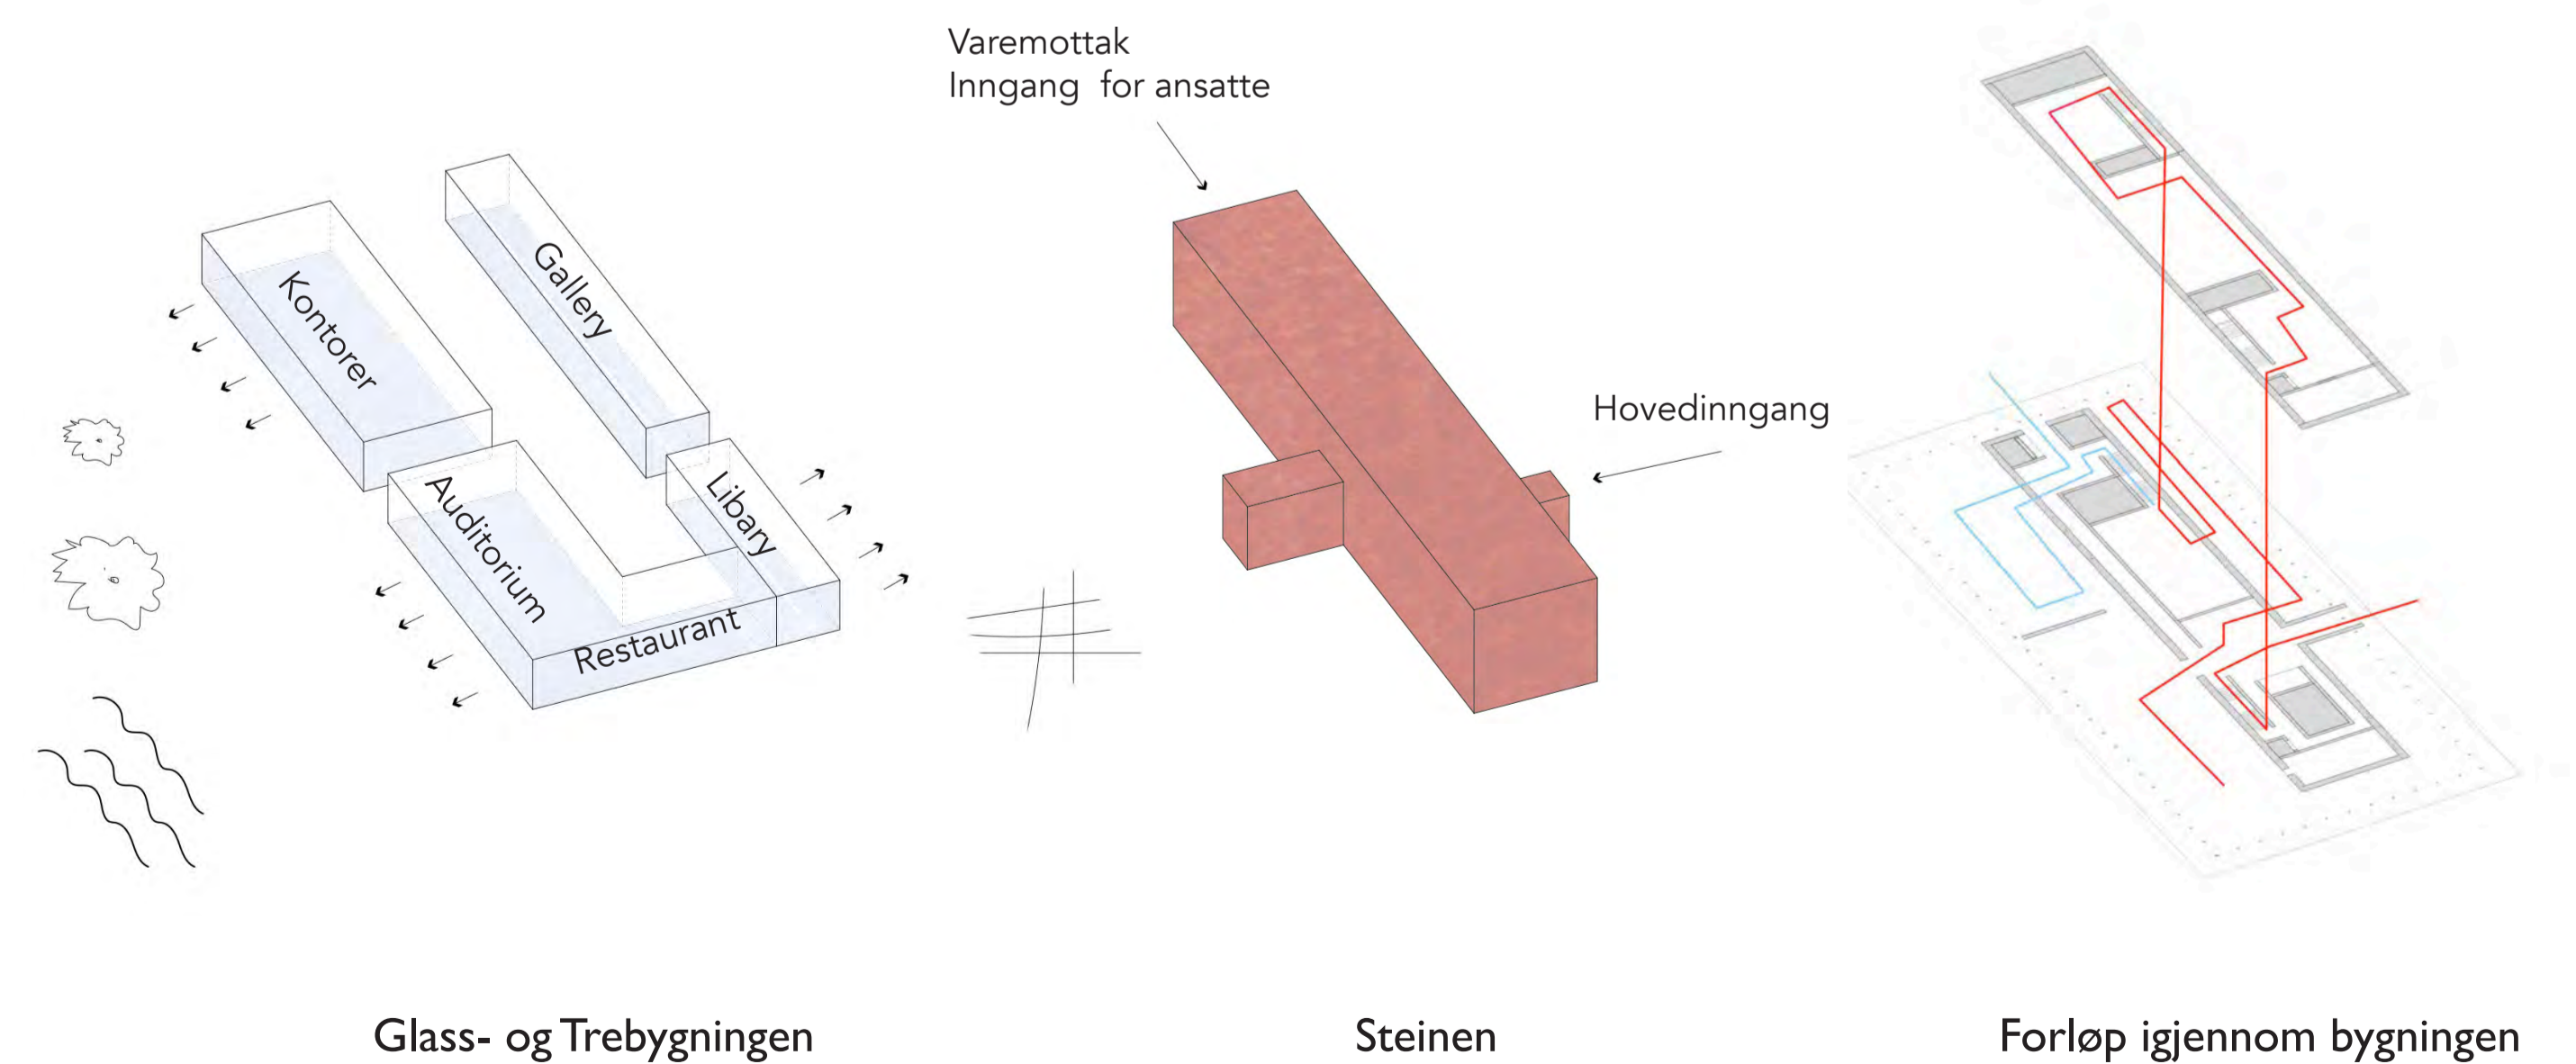 Varemottak
Inngang for ansatte
Gallery
Kontorer
Hovedinngang
Auditorium
Libary
Restaurant
Glass- og Trebygningen
Steinen
Forløp igjennom bygningen